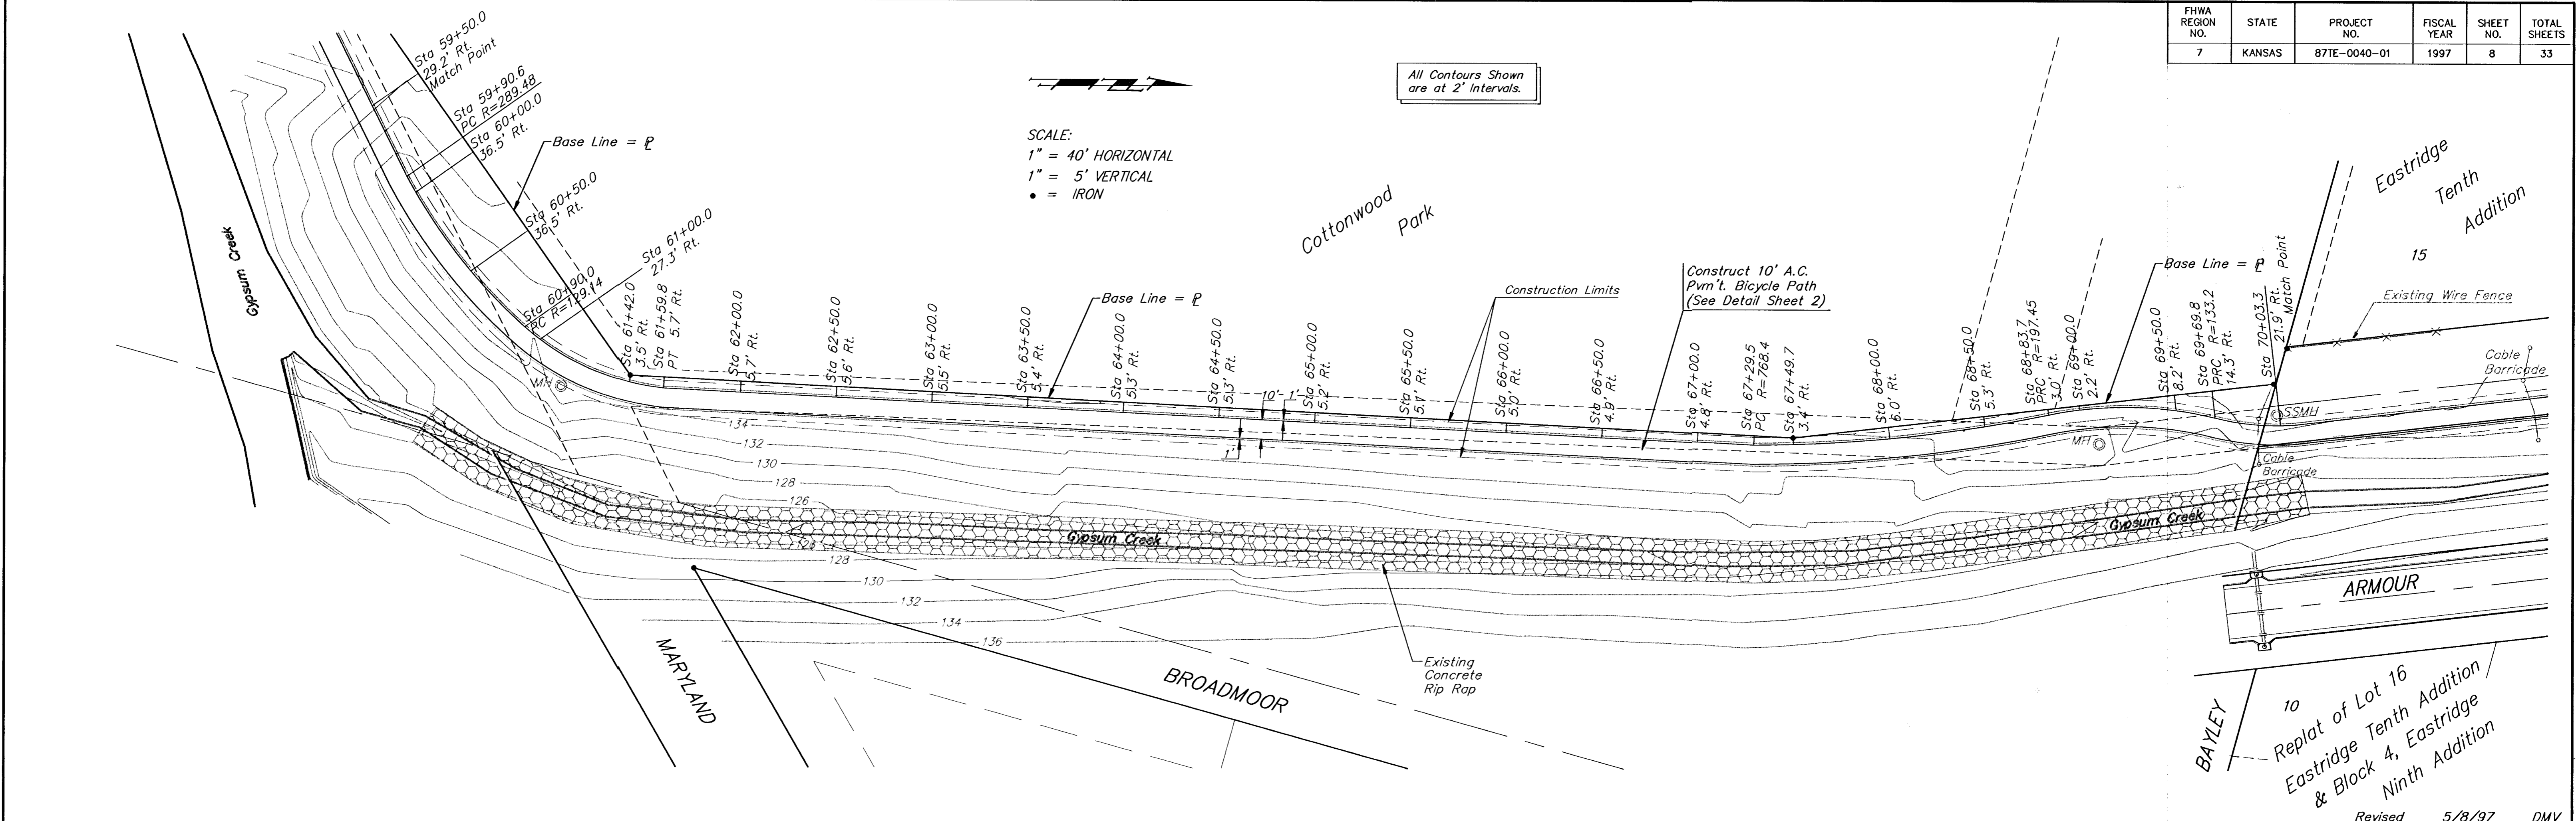 FHWA REGION NO.
STATE
PROJECT NO.
FISCAL YEAR
SHEET NO.
TOTAL SHEETS
7
KANSAS
87TE-0040-01
1997
8
33
All Contours Shown
are at 2' Intervals.
SCALE:
1" = 40' HORIZONTAL
1" = 5' VERTICAL
• = IRON
Sta 59+50.0
29.2' Rt.
Match Point
Sta 59+90.6
PC R=289.48
Sta 60+00.0
36.5' Rt.
Base Line = ⅊
Sta 60+50.0
36.5' Rt.
Sta 60+90.0
PC R=129.14
Sta 61+00.0
27.3' Rt.
Gypsum Creek
MH
Sta 61+42.0
3.5' Rt.
Sta 61+59.8
PT 5.7' Rt.
Sta 62+00.0
5.7' Rt.
Sta 62+50.0
5.6' Rt.
Sta 63+00.0
5.5' Rt.
Sta 63+50.0
5.4' Rt.
Base Line = ⅊
Sta 64+00.0
5.3' Rt.
Sta 64+50.0
5.3' Rt.
10'
1'
1'
Sta 65+00.0
5.2' Rt.
Sta 65+50.0
5.1' Rt.
Construction Limits
Sta 66+00.0
5.0' Rt.
Sta 66+50.0
4.9' Rt.
Construct 10' A.C.
Pvm't. Bicycle Path
(See Detail Sheet 2)
Sta 67+00.0
4.8' Rt.
Sta 67+29.5
PC R=768.4
Sta 67+49.7
3.4' Rt.
Sta 68+00.0
6.0' Rt.
Sta 68+50.0
5.3' Rt.
Sta 68+83.7
PRC R=197.45
3.0' Rt.
Sta 69+00.0
2.2' Rt.
Base Line = ⅊
Sta 69+50.0
8.2' Rt.
Sta 69+69.8
PRC R=133.2
14.3' Rt.
Sta 70+03.3
21.9' Rt.
Match Point
Cottonwood
Park
Eastridge
Tenth
Addition
15
Existing Wire Fence
Cable
Barricade
SSMH
MH
Cable
Barricade
134
132
130
128
126
126
128
130
132
134
136
Gypsum Creek
Gypsum Creek
Existing
Concrete
Rip Rap
MARYLAND
BROADMOOR
ARMOUR
BAYLEY
10
Replat of Lot 16
Eastridge Tenth Addition
& Block 4, Eastridge
Ninth Addition
Revised 5/8/97 DMV